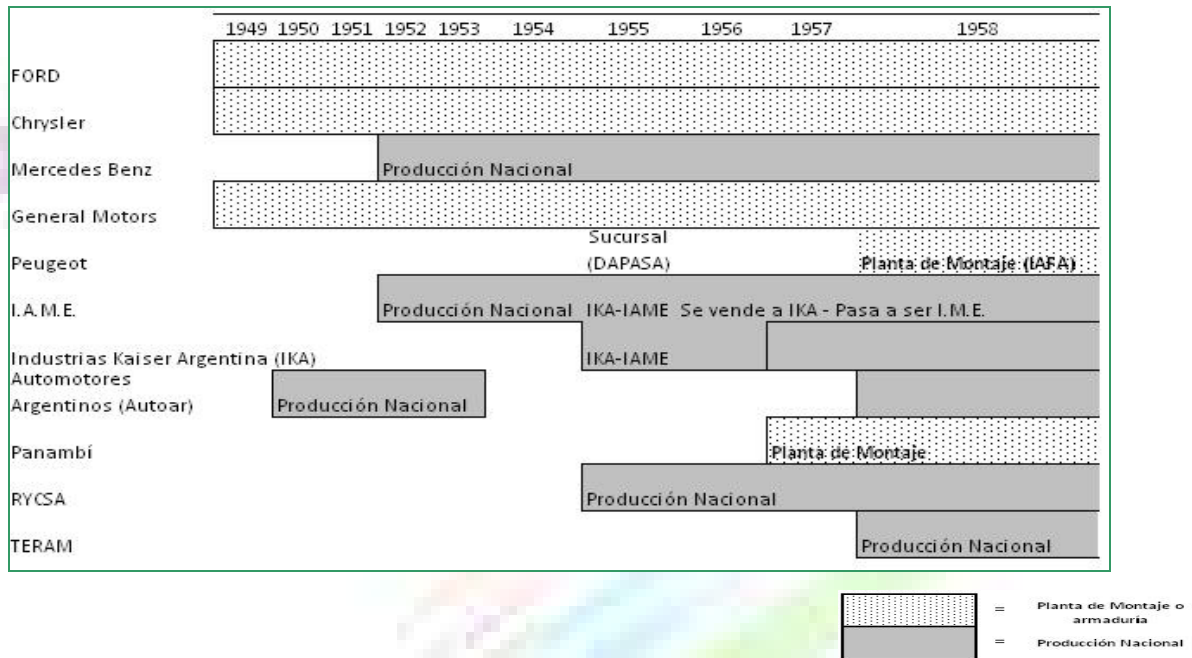 1949 1950 1951 1952 1953 1954 1955 1956 1957 1958
FORD
Chrysler
Mercedes Benz Producción Nacional
General Motors
Sucursal
Peugeot (DAPASA) Planta de Montaje (IAFA)
I.A.M.E. Producción Nacional IKA-IAME Se vende a IKA - Pasa a ser I.M.E.
Industrias Kaiser Argentina (IKA) IKA-IAME
Automotores
Argentinos (Autoar) Producción Nacional
Panambí Planta de Montaje
RYCSA Producción Nacional
TERAM Producción Nacional
= Planta de Montaje o
armaduría
= Producción Nacional